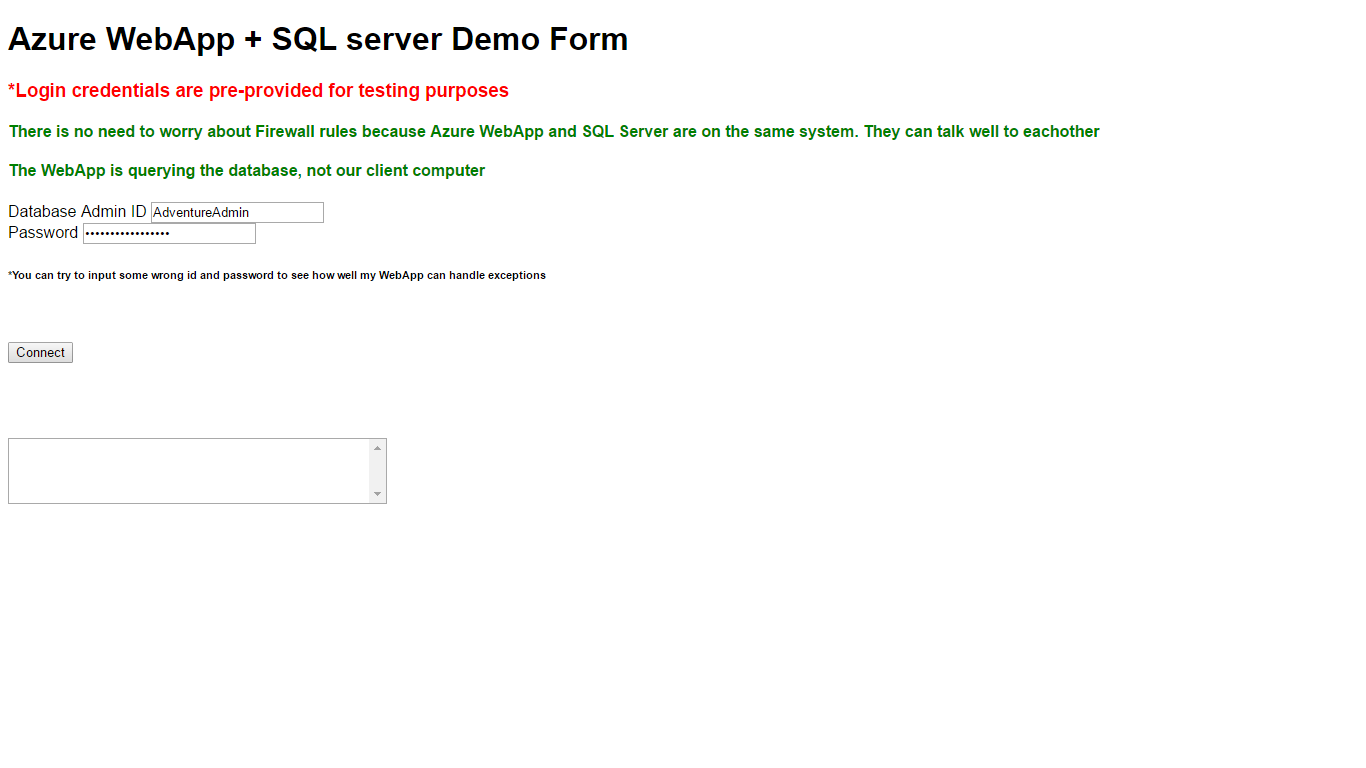 Azure WebApp + SQL server Demo Form
*Login credentials are pre-provided for testing purposes
There is no need to worry about Firewall rules because Azure WebApp and SQL Server are on the same system. They can talk well to eachother
The WebApp is querying the database, not our client computer
Database Admin ID AdventureAdmin
Password •••••••••••••••••
*You can try to input some wrong id and password to see how well my WebApp can handle exceptions
Connect